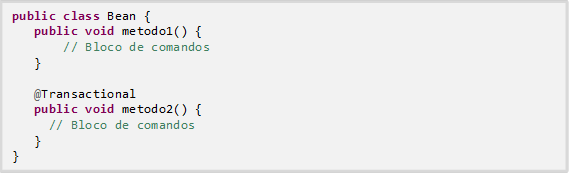 public class Bean {
public void metodo1() {
// Bloco de comandos
}
@Transactional
public void metodo2() {
// Bloco de comandos
}
}